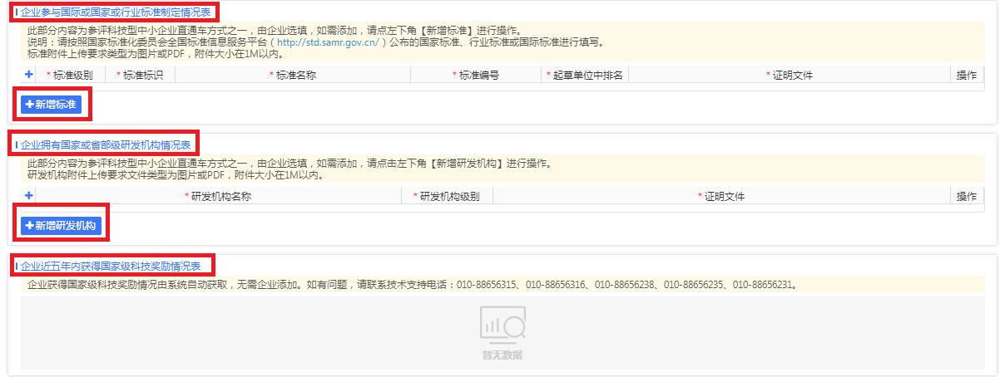 企业参与国际或国家或行业标准制定情况表
此部分内容为参评科技型中小企业直通车方式之一，由企业选填，如需添加，请点左下角【新增标准】进行操作。
说明：请按照国家标准化委员会全国标准信息服务平台（http://std.samr.gov.cn/）公布的国家标准、行业标准或国际标准进行填写。
标准附件上传要求类型为图片或PDF，附件大小在1M以内。
+ * 标准级别 * 标准标识 * 标准名称 * 标准编号 * 起草单位中排名 * 证明文件 操作
+新增标准
企业拥有国家或省部级研发机构情况表
此部分内容为参评科技型中小企业直通车方式之一，由企业选填，如需添加，请点击左下角【新增研发机构】进行操作。
研发机构附件上传要求文件类型为图片或PDF，附件大小在1M以内。
+ * 研发机构名称 * 研发机构级别 * 证明文件 操作
+新增研发机构
企业近五年内获得国家级科技奖励情况表
企业获得国家级科技奖励情况由系统自动获取，无需企业添加。如有问题，请联系技术支持电话：010-88656315、010-88656316、010-88656238、010-88656235、010-88656231。
暂无数据